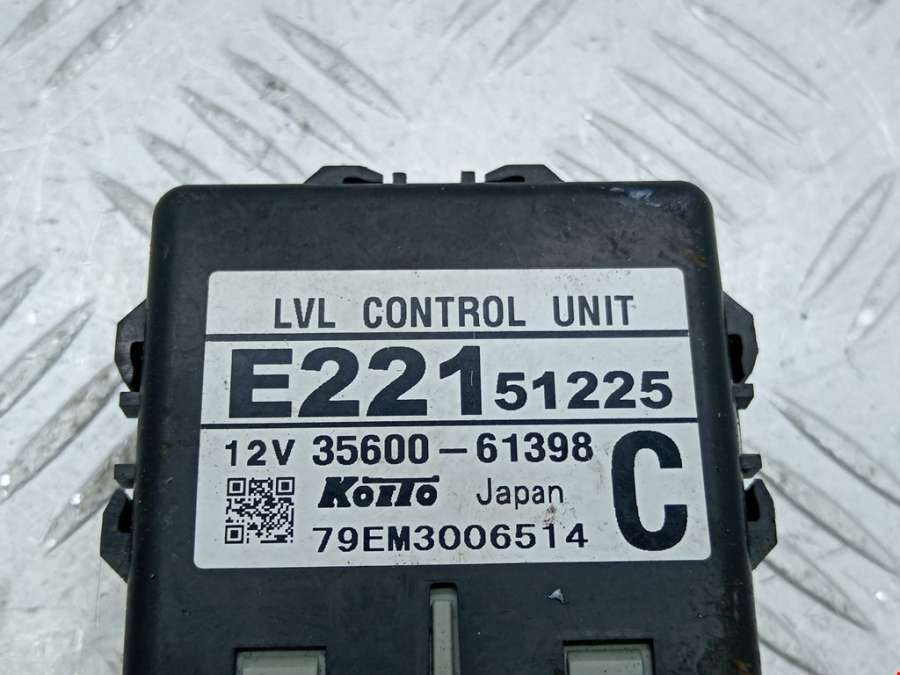 LVL CONTROL UNIT
E221 51225
12V 35600-61398 C
KOITO Japan
79EM3006514